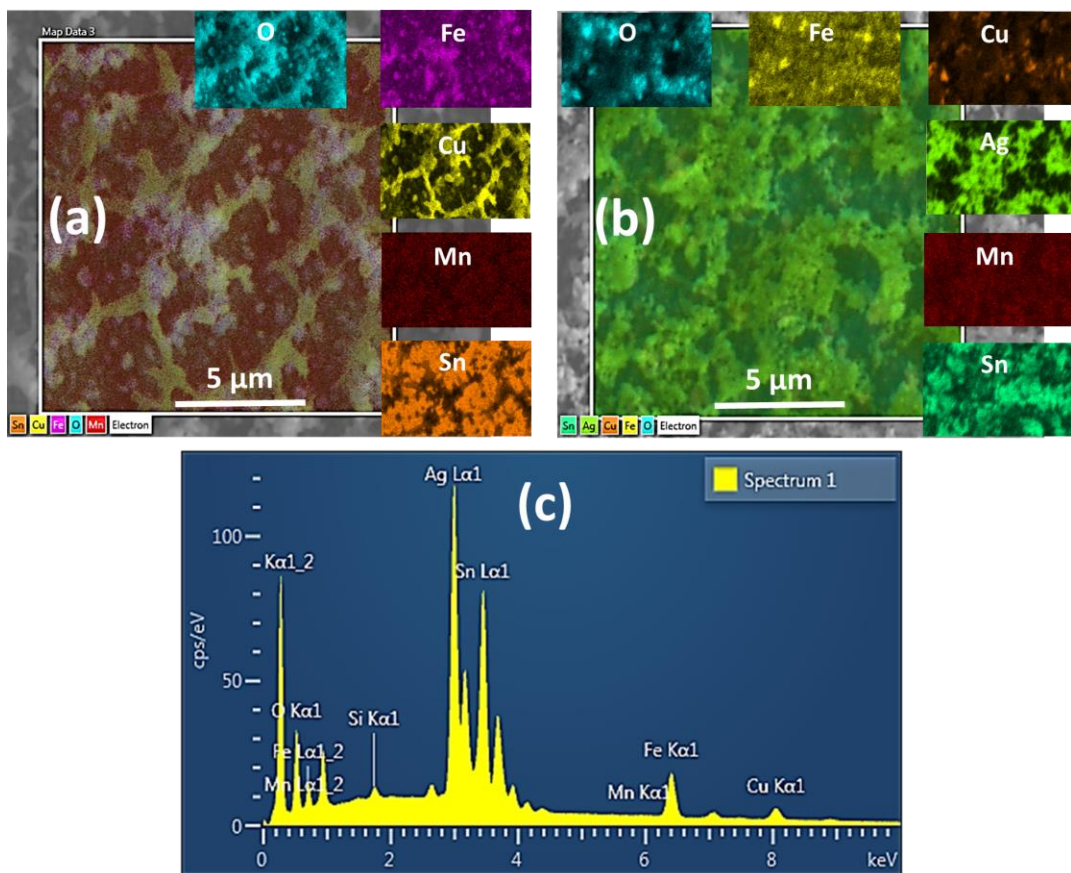 Map Data 3
O
Fe
Cu
Mn
Sn
(a)
5 µm
Sn Cu Fe O Mn Electron
O
Fe
Cu
Ag
Mn
Sn
(b)
5 µm
Sn Ag Cu Fe O Electron
(c)
Spectrum 1
Ag Lα1
Kα1_2
Sn Lα1
O Kα1
Si Kα1
Fe Lα1_2
Mn Lα1_2
Fe Kα1
Mn Kα1
Cu Kα1
cps/eV
100
50
0
0 2 4 6 8 keV